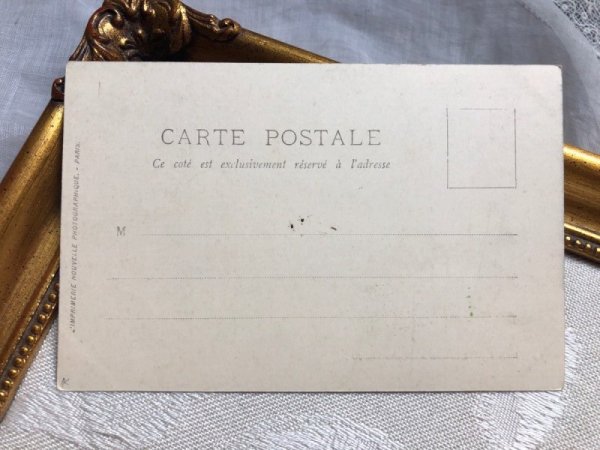 CARTE POSTALE
Ce coté est exclusivement réservé à l'adresse
M
L'IMPRIMERIE NOUVELLE PHOTOGRAPHIQUE. - PARIS.